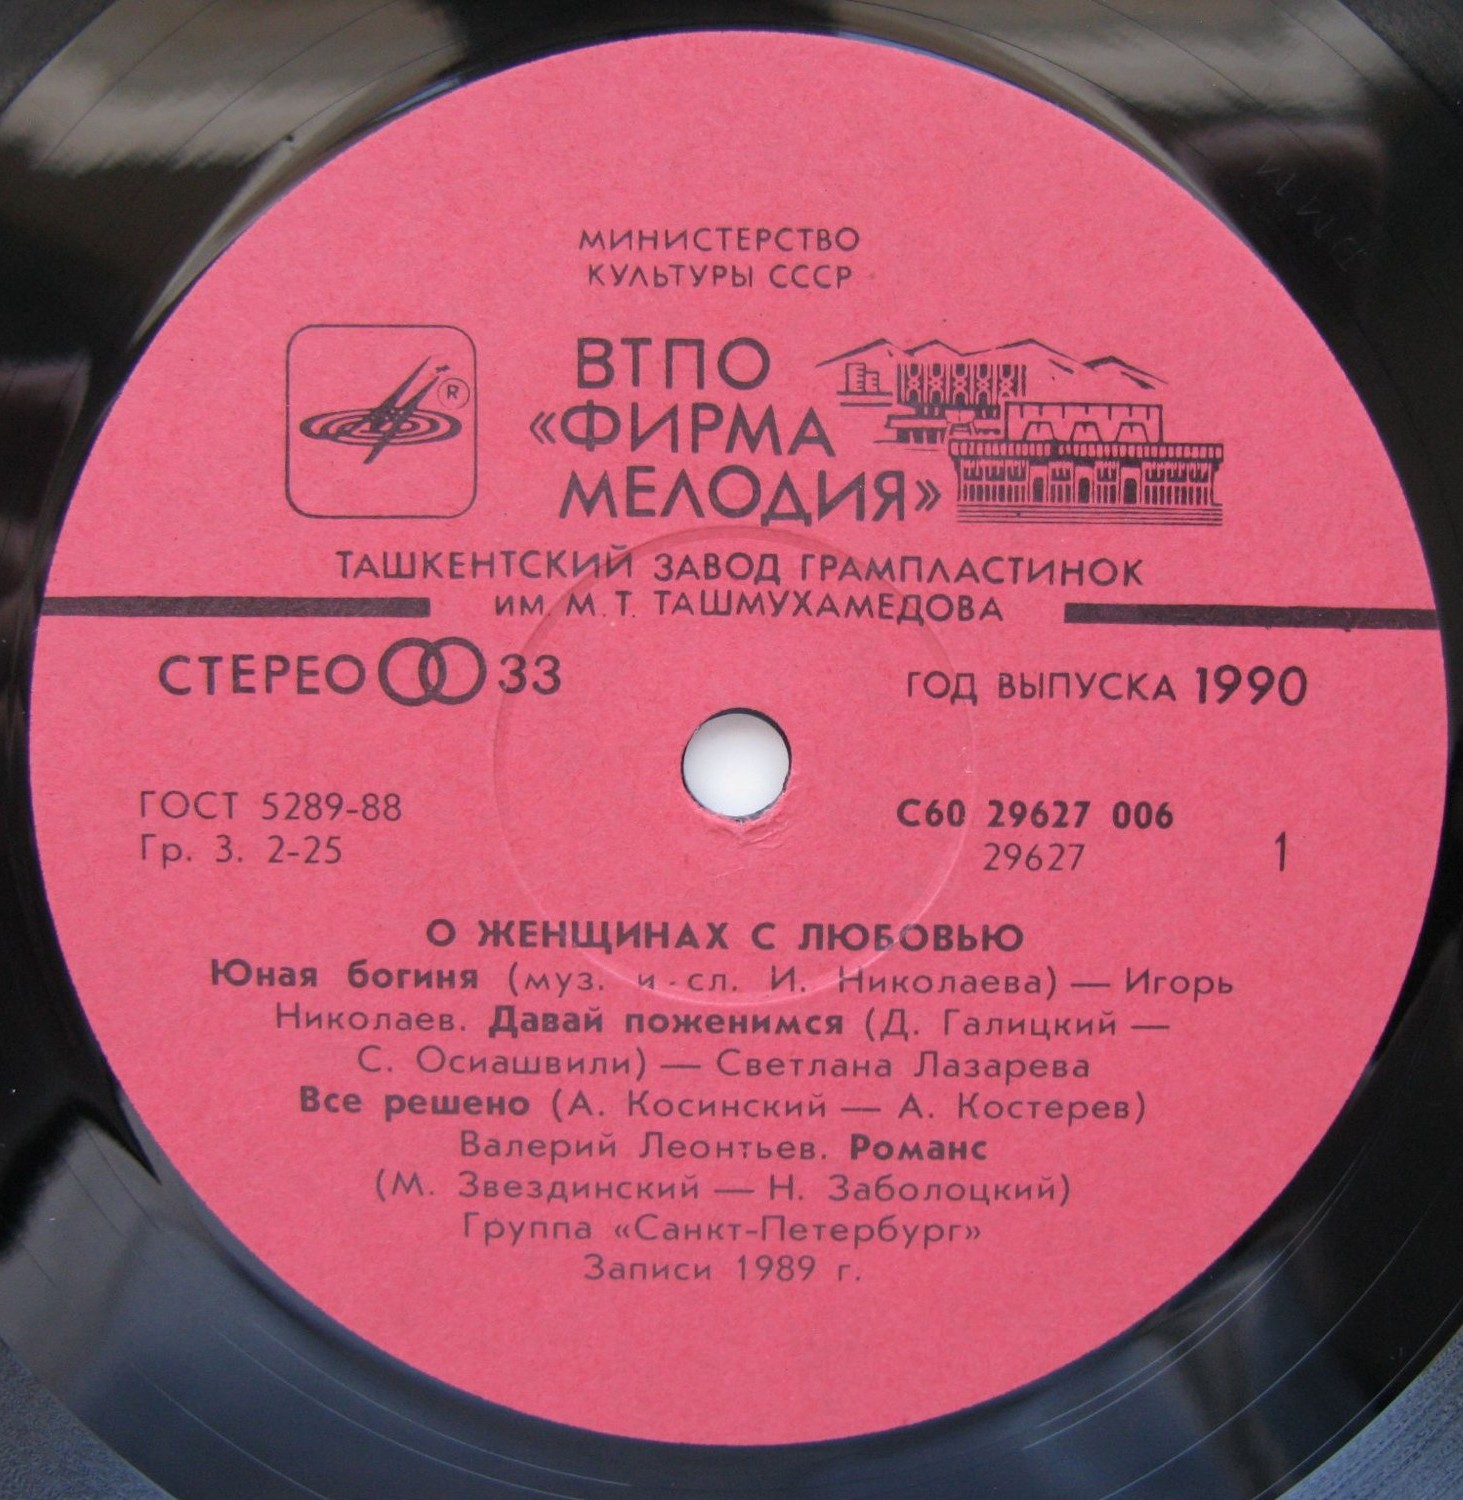 МИНИСТЕРСТВО
КУЛЬТУРЫ СССР
ВТПО
«ФИРМА
МЕЛОДИЯ»
R
ТАШКЕНТСКИЙ ЗАВОД ГРАМПЛАСТИНОК
ИМ. М. Т. ТАШМУХАМЕДОВА
СТЕРЕО 33
ГОД ВЫПУСКА 1990
ГОСТ 5289-88
Гр. 3. 2-25
С60 29627 006
29627
1
О ЖЕНЩИНАХ С ЛЮБОВЬЮ
Юная богиня (муз. и сл. И. Николаева) — Игорь
Николаев. Давай поженимся (Д. Галицкий —
С. Осиашвили) — Светлана Лазарева
Все решено (А. Косинский — А. Костерев)
Валерий Леонтьев. Романс
(М. Звездинский — Н. Заболоцкий)
Группа «Санкт-Петербург»
Записи 1989 г.